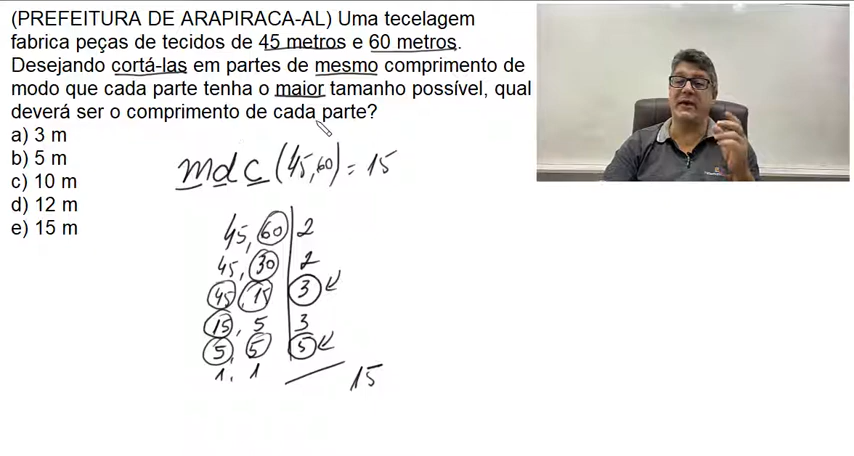 (PREFEITURA DE ARAPIRACA-AL) Uma tecelagem
fabrica peças de tecidos de 45 metros e 60 metros.
Desejando cortá-las em partes de mesmo comprimento de
modo que cada parte tenha o maior tamanho possível, qual
deverá ser o comprimento de cada parte?
a) 3 m
b) 5 m
c) 10 m
d) 12 m
e) 15 m
mdc (45,60) = 15
45, 60 | 2
45, 30 | 2
45, 15 | 3
15, 5 | 3
5, 5 | 5
1, 1
15